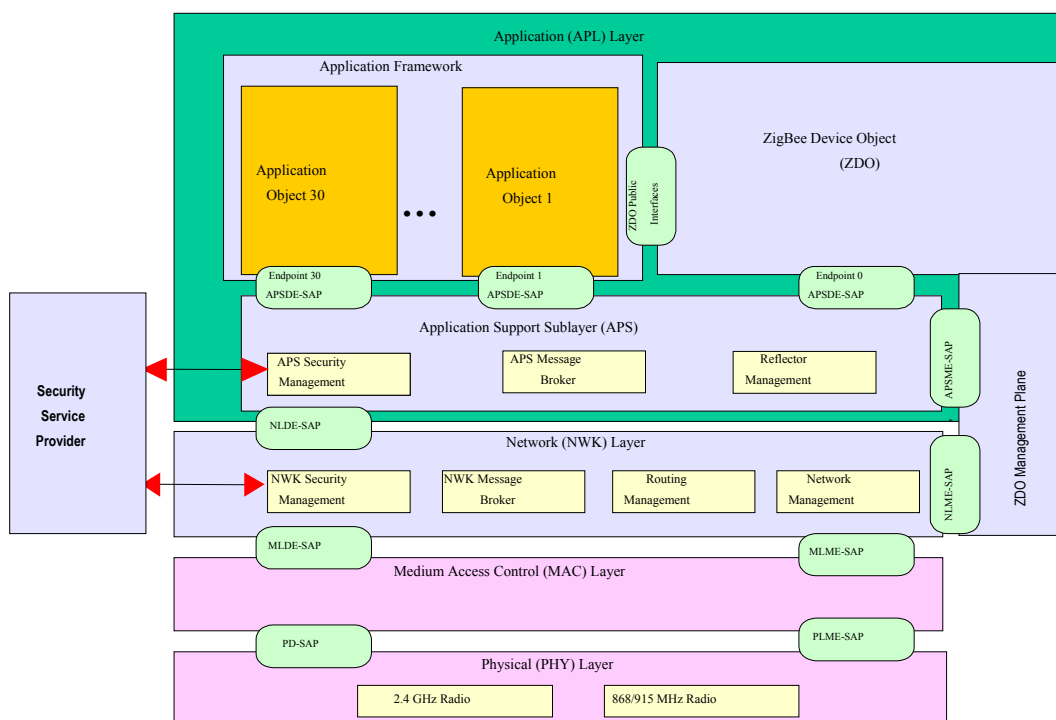 Application (APL) Layer
Application Framework
ZigBee Device Object
(ZDO)
Application
Object 30
...
Application
Object 1
ZDO Public
Interfaces
Endpoint 30
APSDE-SAP
Endpoint 1
APSDE-SAP
Endpoint 0
APSDE-SAP
Application Support Sublayer (APS)
APS Security
Management
APS Message
Broker
Reflector
Management
APSME-SAP
Security
Service
Provider
ZDO Management Plane
NLDE-SAP
Network (NWK) Layer
NWK Security
Management
NWK Message
Broker
Routing
Management
Network
Management
NLME-SAP
MLDE-SAP
MLME-SAP
Medium Access Control (MAC) Layer
PD-SAP
PLME-SAP
Physical (PHY) Layer
2.4 GHz Radio
868/915 MHz Radio